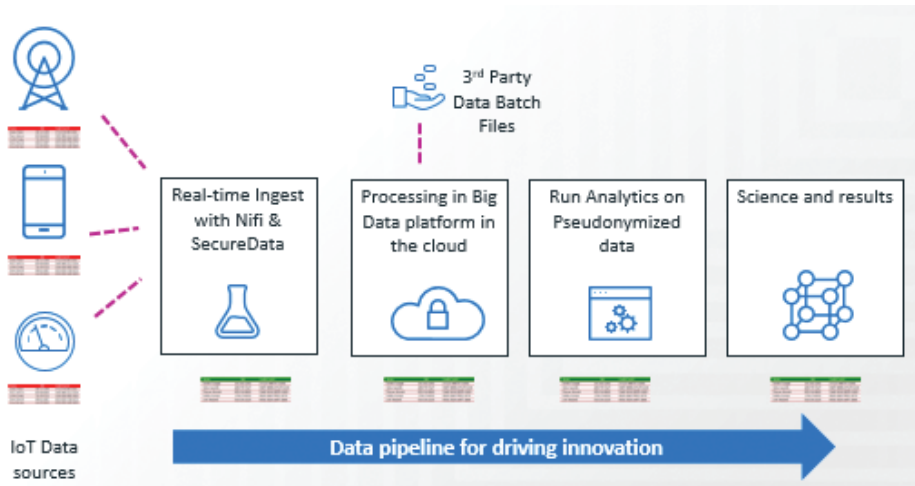 3rd Party
Data Batch
Files
Real-time Ingest
with Nifi &
SecureData
Processing in Big
Data platform in
the cloud
Run Analytics on
Pseudonymized
data
Science and results
IoT Data
sources
Data pipeline for driving innovation